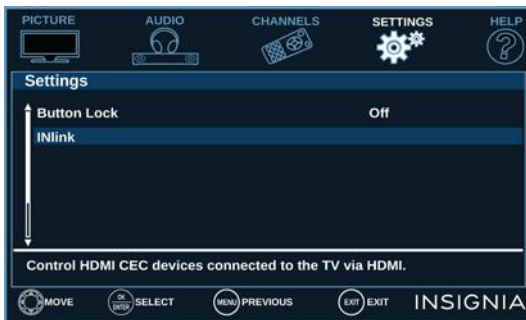 PICTURE AUDIO CHANNELS SETTINGS HELP
Settings
Button Lock Off
INlink
Control HDMI CEC devices connected to the TV via HDMI.
MOVE OK ENTER SELECT MENU PREVIOUS EXIT EXIT INSIGNIA